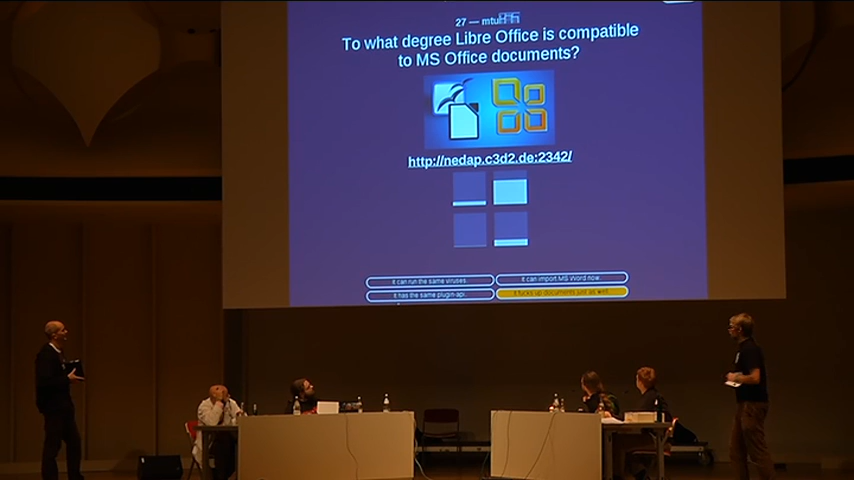 27 — mtu
To what degree Libre Office is compatible
to MS Office documents?
http://nedap.c3d2.de:2342/
It can run the same viruses.
It can import MS Word now.
It has the same plugin-api.
It fucks up documents just as well.